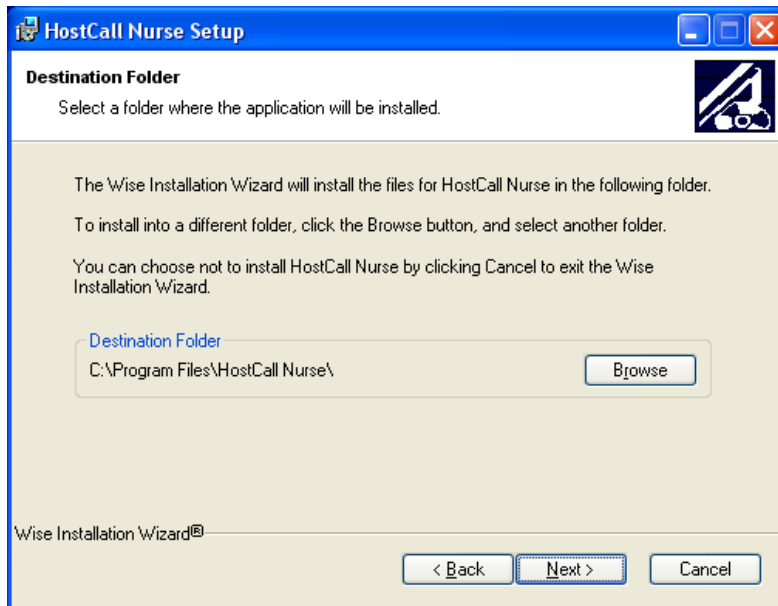 HostCall Nurse Setup
Destination Folder
Select a folder where the application will be installed.
The Wise Installation Wizard will install the files for HostCall Nurse in the following folder.
To install into a different folder, click the Browse button, and select another folder.
You can choose not to install HostCall Nurse by clicking Cancel to exit the Wise
Installation Wizard.
Destination Folder
C:\Program Files\HostCall Nurse\
Browse
Wise Installation Wizard®
< Back
Next >
Cancel